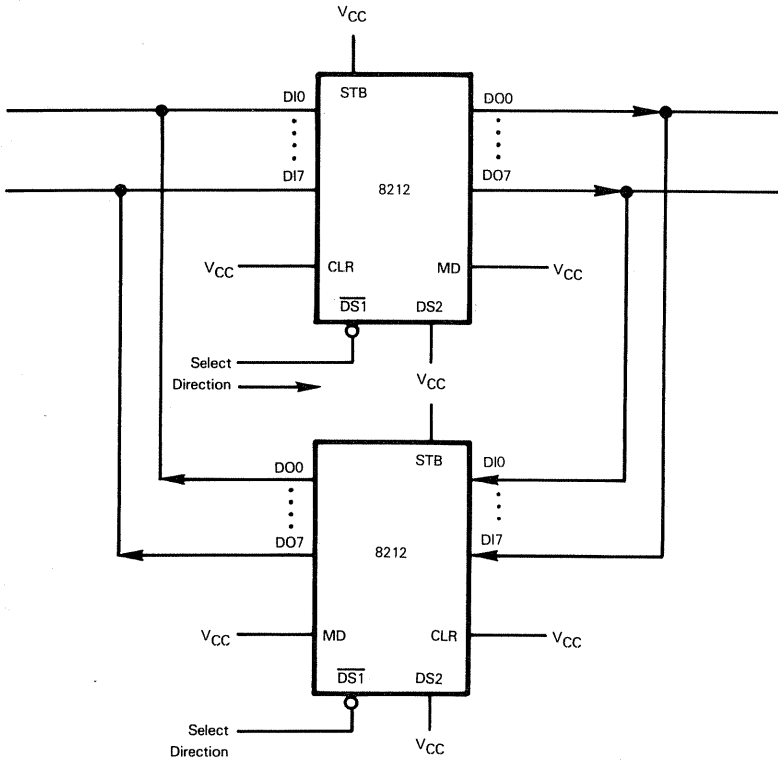 VCC
STB
DI0
DO0
DI7
8212
DO7
VCC
CLR
MD
VCC
DS1
DS2
Select
Direction
VCC
STB
DO0
DI0
DO7
8212
DI7
VCC
MD
CLR
VCC
DS1
DS2
Select
Direction
VCC